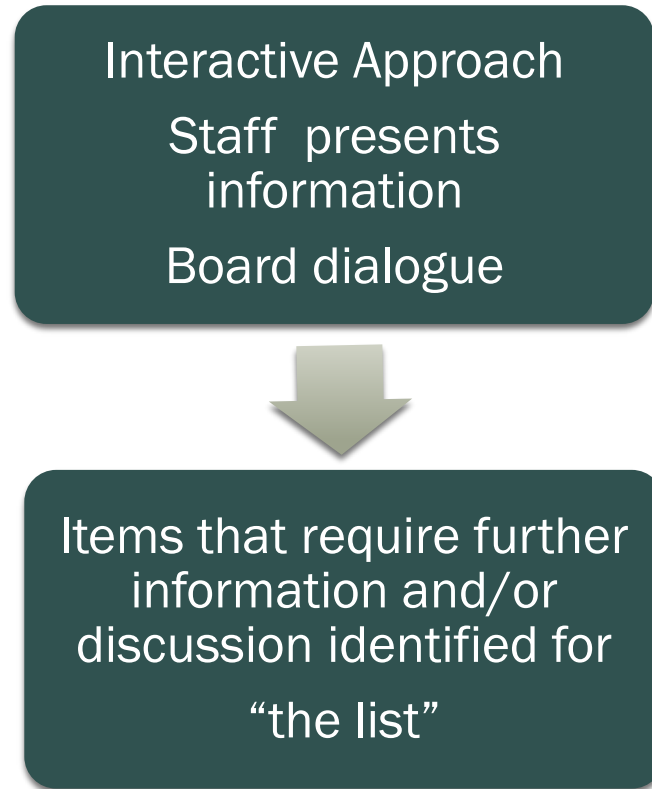 Interactive Approach
Staff  presents
information
Board dialogue
Items that require further
information and/or
discussion identified for
“the list”